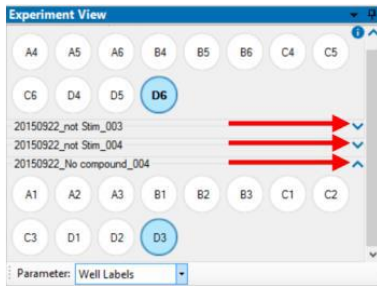 Experiment View
A4 A5 A6 B4 B5 B6 C4 C5
C6 D4 D5 D6
20150922_not Stim_003
20150922_not Stim_004
20150922_No compound_004
A1 A2 A3 B1 B2 B3 C1 C2
C3 D1 D2 D3
Parameter: Well Labels